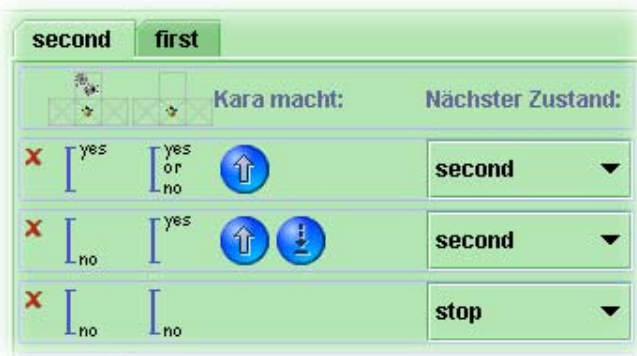 second first
Kara macht: Nächster Zustand:
yes yes or no second
no yes second
no no stop